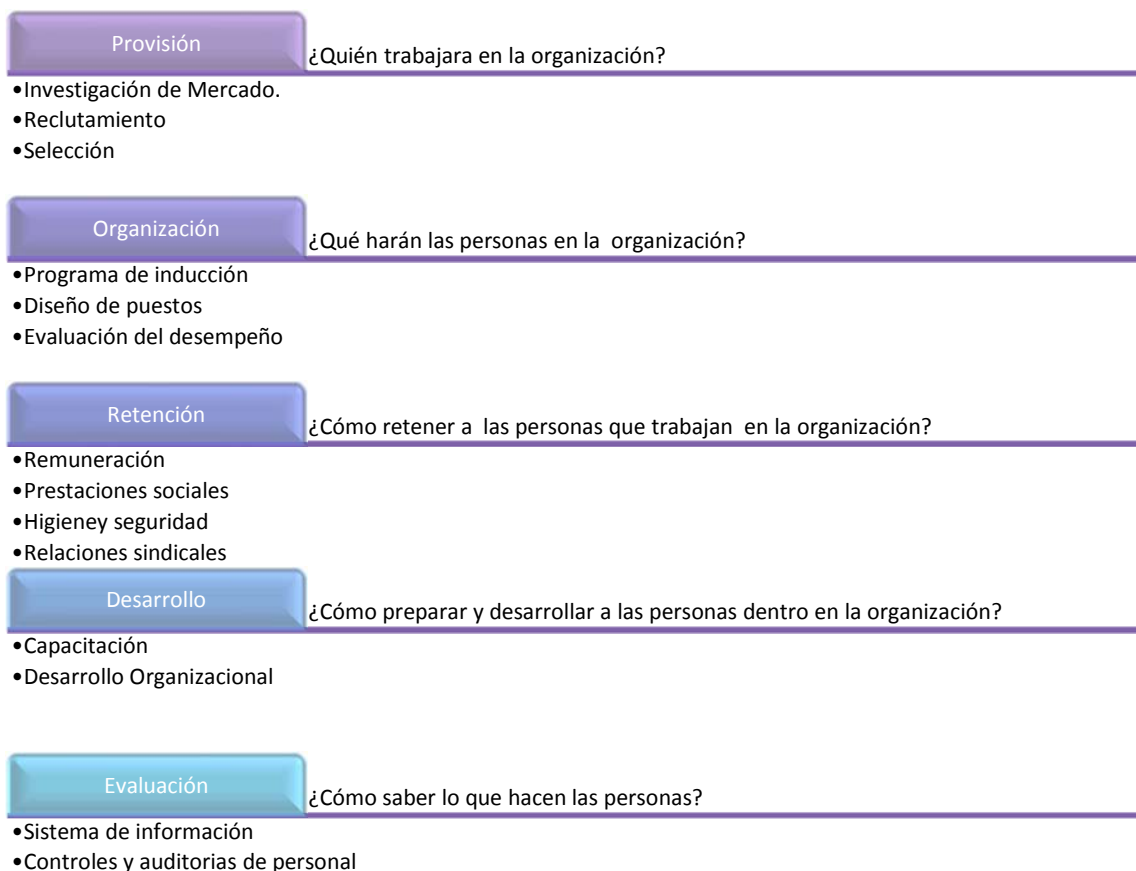 Provisión
¿Quién trabajara en la organización?
•Investigación de Mercado.
•Reclutamiento
•Selección
Organización
¿Qué harán las personas en la  organización?
•Programa de inducción
•Diseño de puestos
•Evaluación del desempeño
Retención
¿Cómo retener a  las personas que trabajan  en la organización?
•Remuneración
•Prestaciones sociales
•Higieney seguridad
•Relaciones sindicales
Desarrollo
¿Cómo preparar y desarrollar a las personas dentro en la organización?
•Capacitación
•Desarrollo Organizacional
Evaluación
¿Cómo saber lo que hacen las personas?
•Sistema de información
•Controles y auditorias de personal